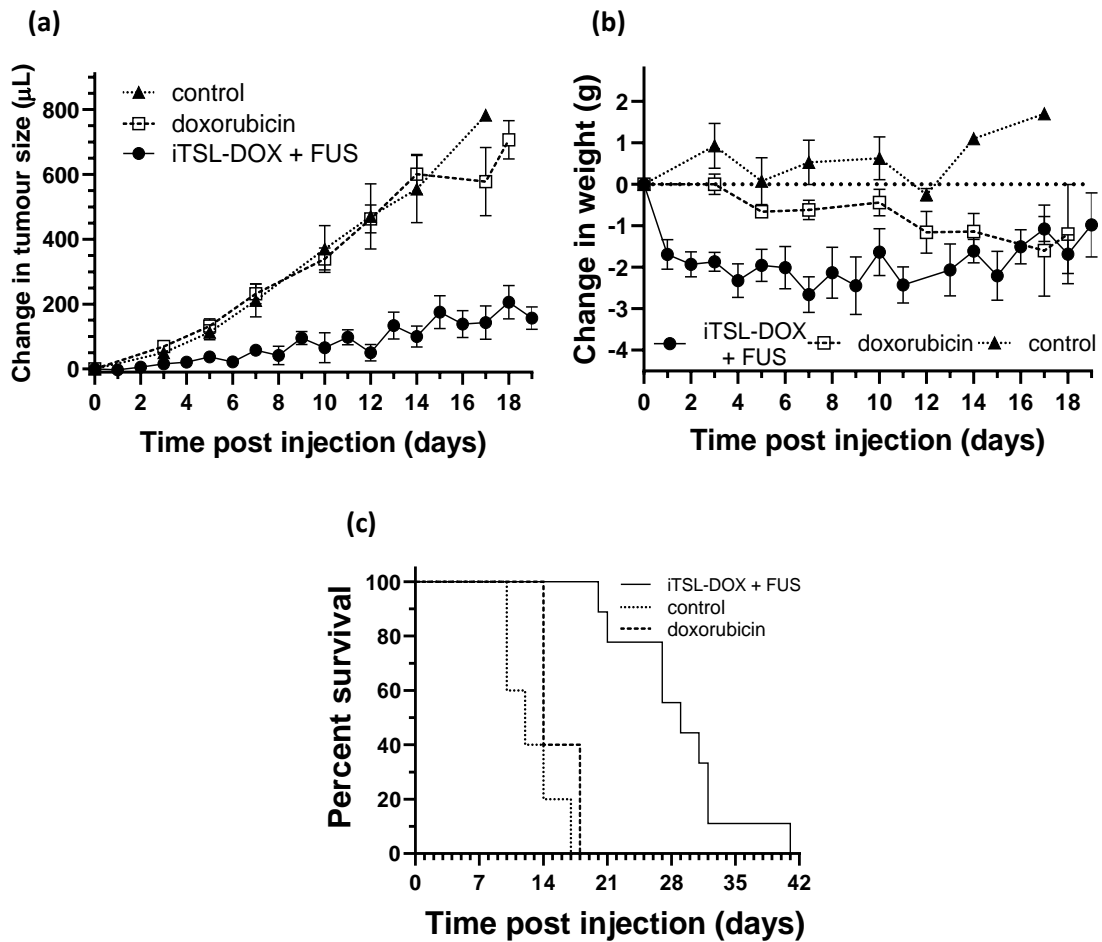 (a)
Change in tumour size (μL)
800
600
400
200
0
control
doxorubicin
iTSL-DOX + FUS
0 2 4 6 8 10 12 14 16 18
Time post injection (days)
(b)
Change in weight (g)
2
1
0
-1
-2
-3
-4
iTSL-DOX
+ FUS
doxorubicin
control
0 2 4 6 8 10 12 14 16 18
Time post injection (days)
(c)
Percent survival
100
80
60
40
20
0
iTSL-DOX + FUS
control
doxorubicin
0 7 14 21 28 35 42
Time post injection (days)